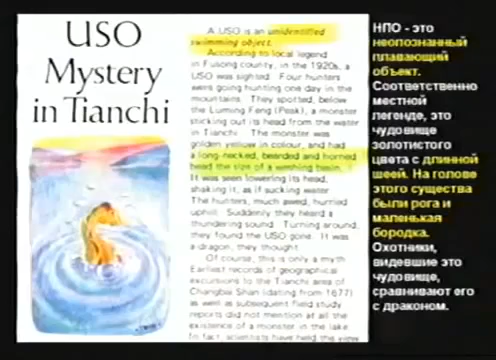 USO
Mystery
in Tianchi
A USO is an unidentified
swimming object.
According to local legend
in Fusong county, in the 1920s, a
USO was sighted. Four hunters
were going hunting one day in the
mountains. They spotted, below
the Luming Feng (Peak), a monster
sticking out its head from the water
in Tianchi. The monster was
golden yellow in colour, and had
a long-necked, bearded and horned
head the size of a washing basin.
It was seen lowering its head,
shaking it, as if sucking water.
The hunters, much awed, hurried
uphill. Suddenly they heard a
thundering sound. Turning around,
they found the USO gone. It was
a dragon, they thought.
Of course, this is only a myth.
Earliest records of geographical
excursions to the Tianchi area of
Changbai Shan (dating from 1677)
as well as subsequent field study
reports did not mention at all the
existence of a monster in the lake.
In fact, scientists have held the view
НПО - это
неопознанный
плавающий
объект.
Соответственно
местной
легенде, это
чудовище
золотистого
цвета с длинной
шеей. На голове
этого существа
были рога и
маленькая
бородка.
Охотники,
видевшие это
чудовище,
сравнивают его
с драконом.